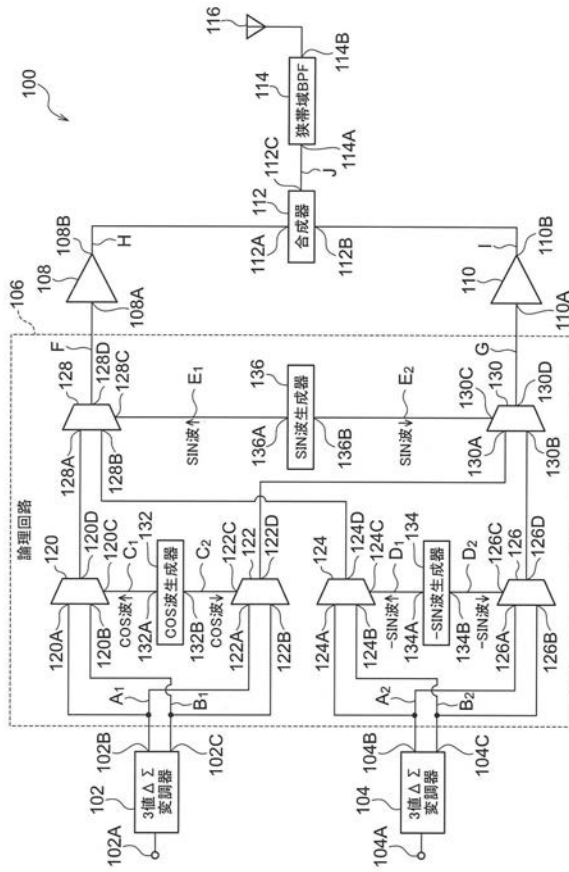 100
106
論理回路
102A
102
3値ΔΣ
変調器
102B
102C
A1
B1
120A
120B
120
120D
120C
COS波
C1
132
132A
COS波生成器
132B
C2
COS波
122A
122B
122C
122
122D
104A
104
3値ΔΣ
変調器
104B
104C
A2
B2
124A
124B
124
124D
124C
-SIN波
D1
134
134A
-SIN波生成器
134B
D2
-SIN波
126A
126B
126C
126
126D
128A
128B
128
128D
128C
F
SIN波
E1
136A
SIN波生成器
136
136B
SIN波
E2
130A
130B
130C
130
130D
G
108
108A
108B
H
110
110A
110B
I
112A
112
合成器
112B
112C
J
114A
114
狭帯域BPF
114B
116